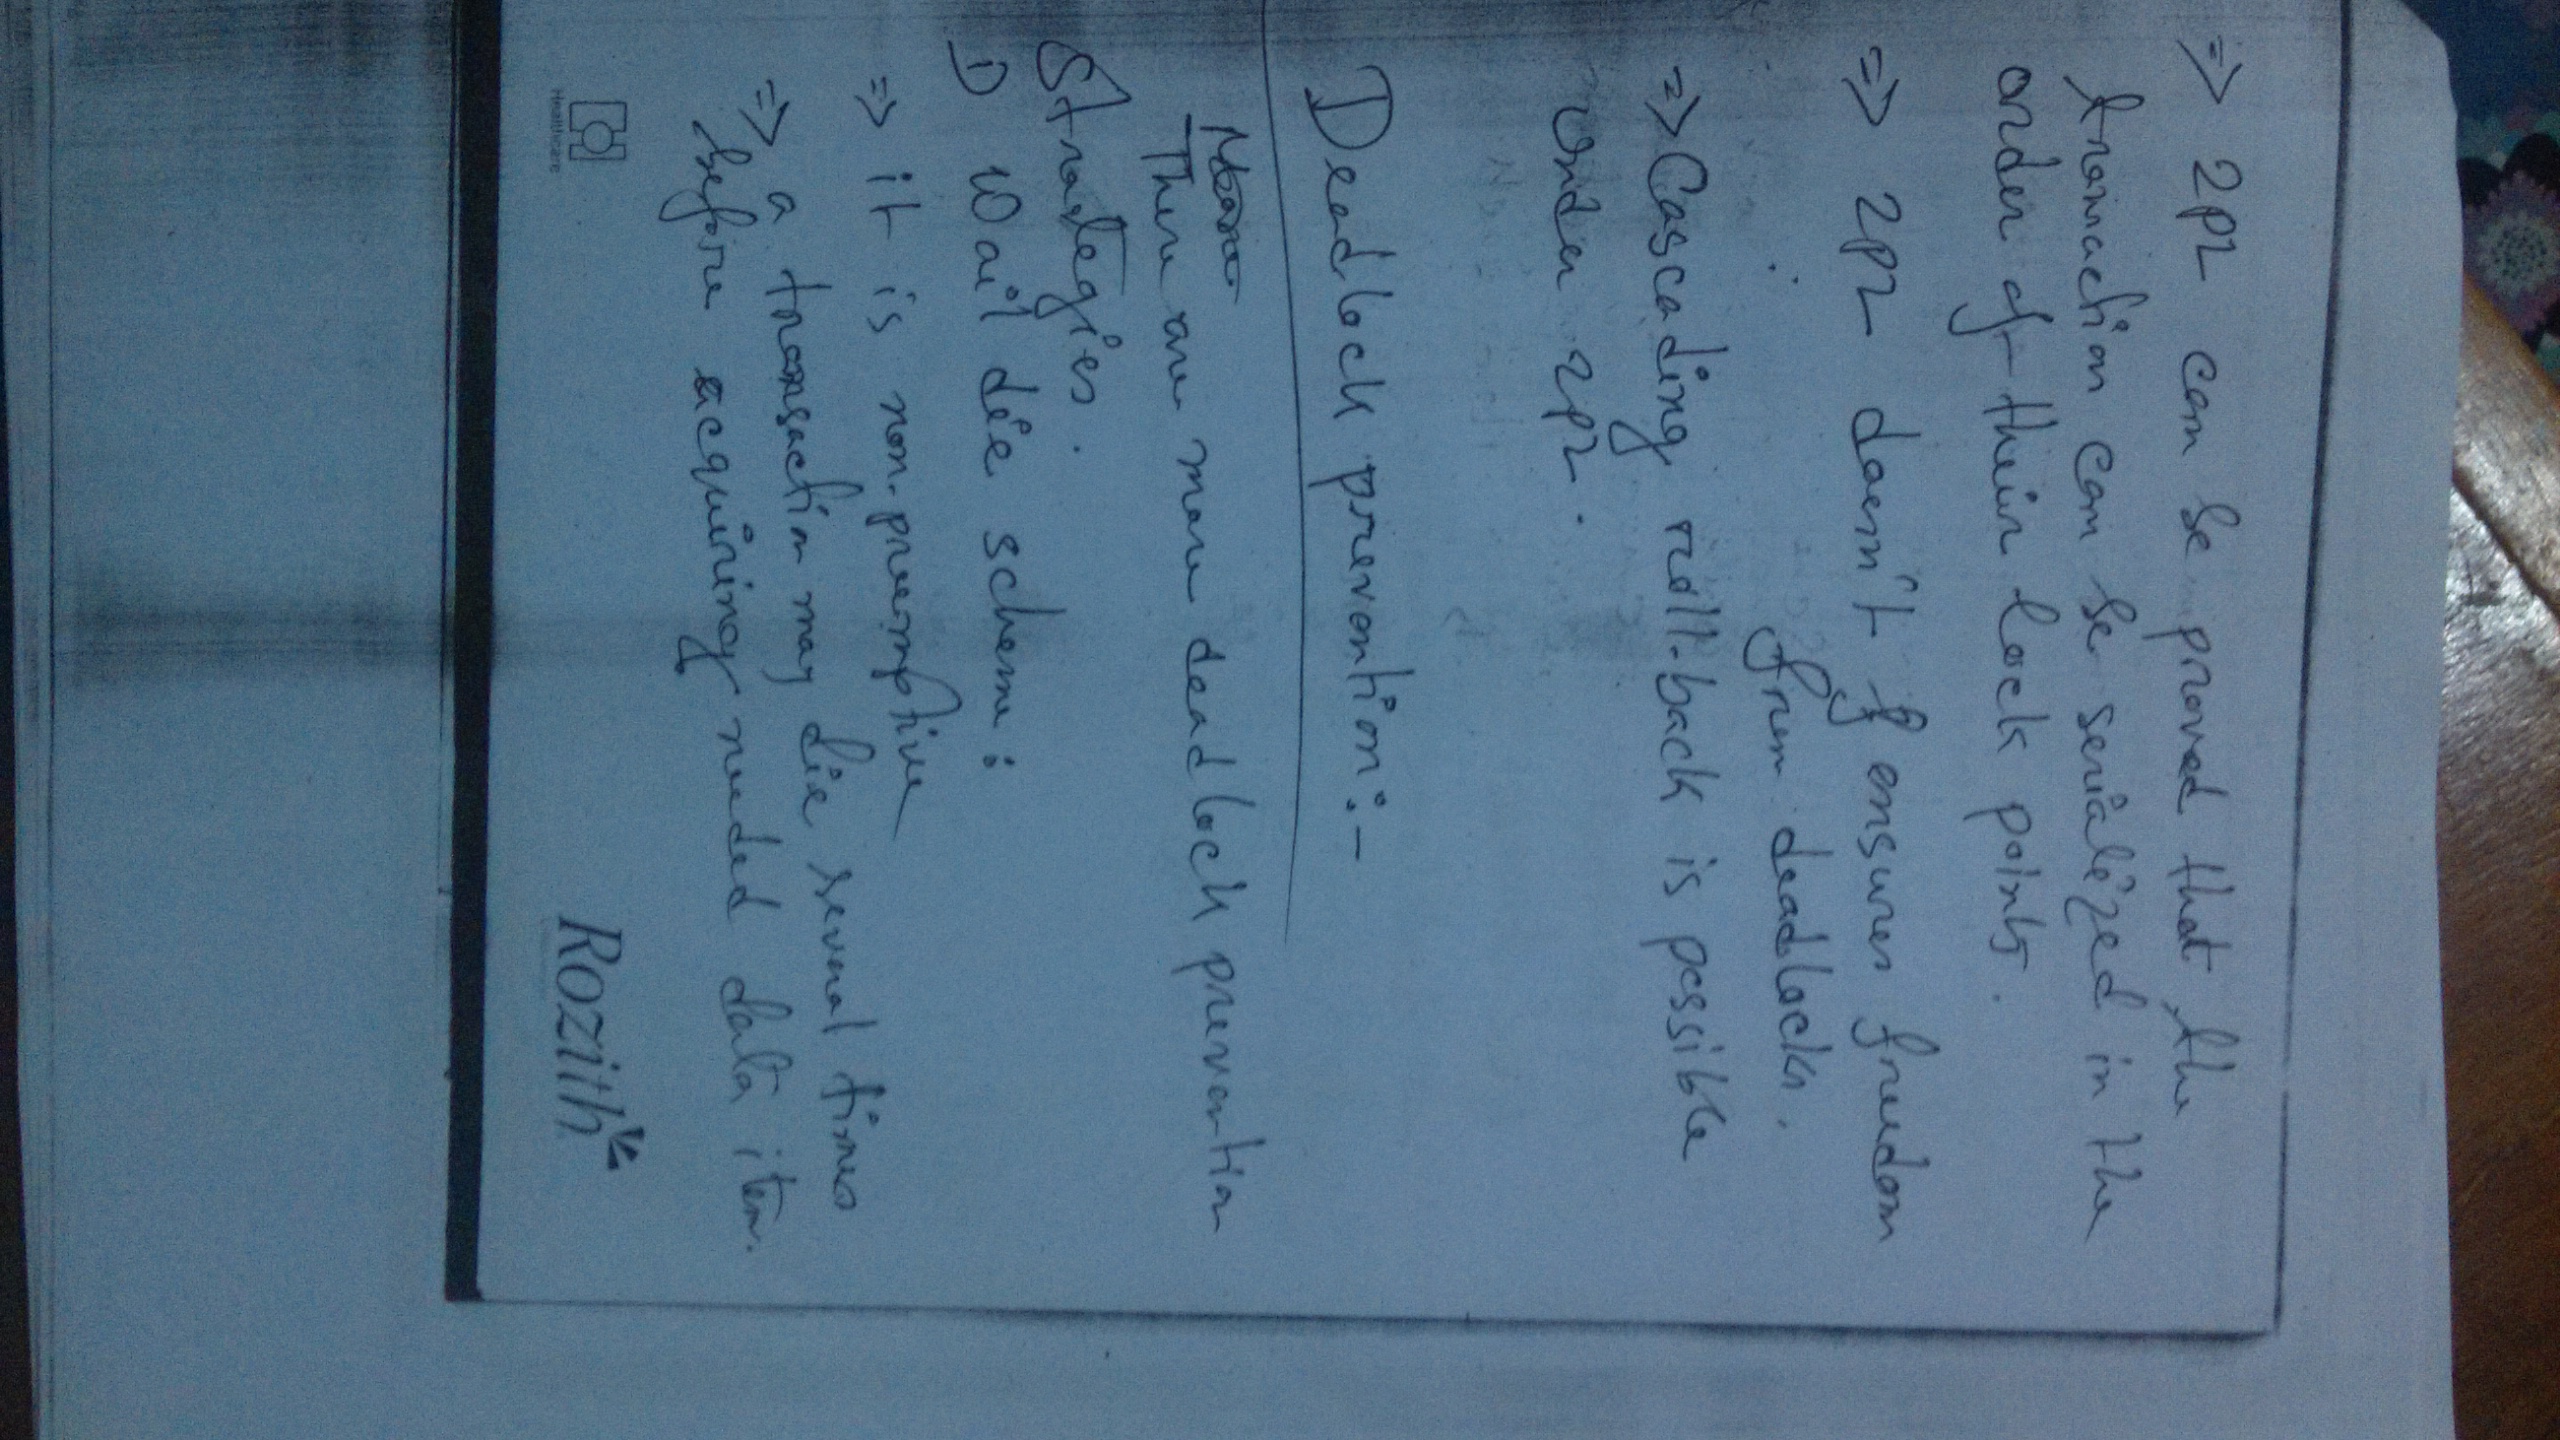 => 2PL can be proved that the
transaction can be serialized in the
order of their lock points.
=> 2PL doesn't ensures freedom
from deadlocks.
=> Cascading roll-back is possible
under 2PL.
Deadlock prevention:-
There are more deadlock prevention
Strategies.
1) Wait die scheme:
=> it is non-preemptive
=> a transaction may die several times
before acquiring needed data item.
Healthcare
Rozith